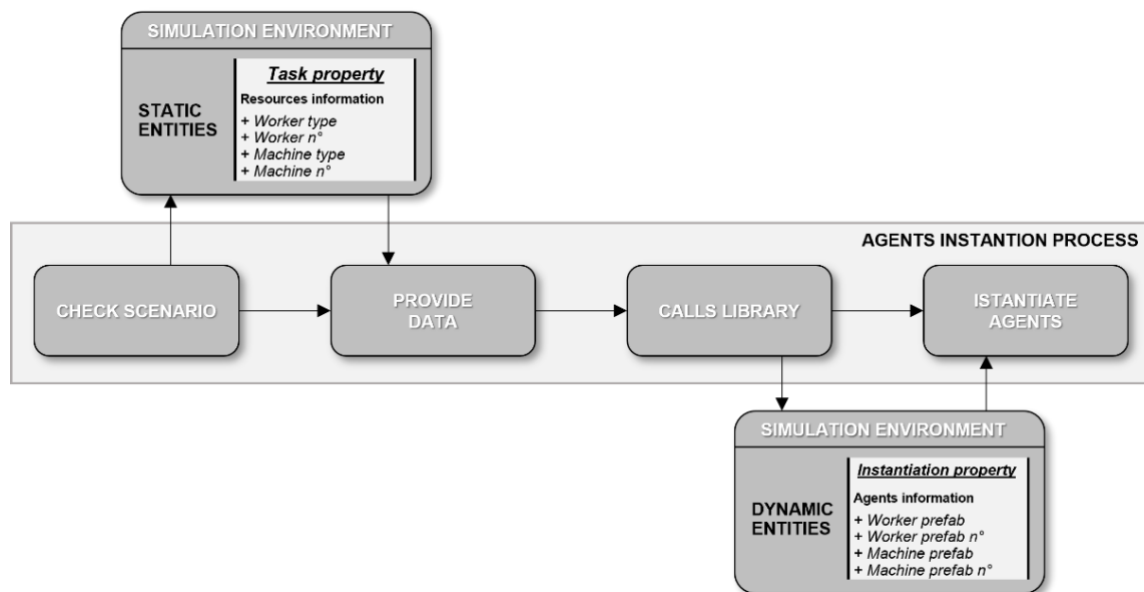 SIMULATION ENVIRONMENT
STATIC
ENTITIES
Task property
Resources information
+ Worker type
+ Worker n°
+ Machine type
+ Machine n°
AGENTS INSTANTION PROCESS
CHECK SCENARIO
PROVIDE
DATA
CALLS LIBRARY
ISTANTIATE
AGENTS
SIMULATION ENVIRONMENT
DYNAMIC
ENTITIES
Instantiation property
Agents information
+ Worker prefab
+ Worker prefab n°
+ Machine prefab
+ Machine prefab n°